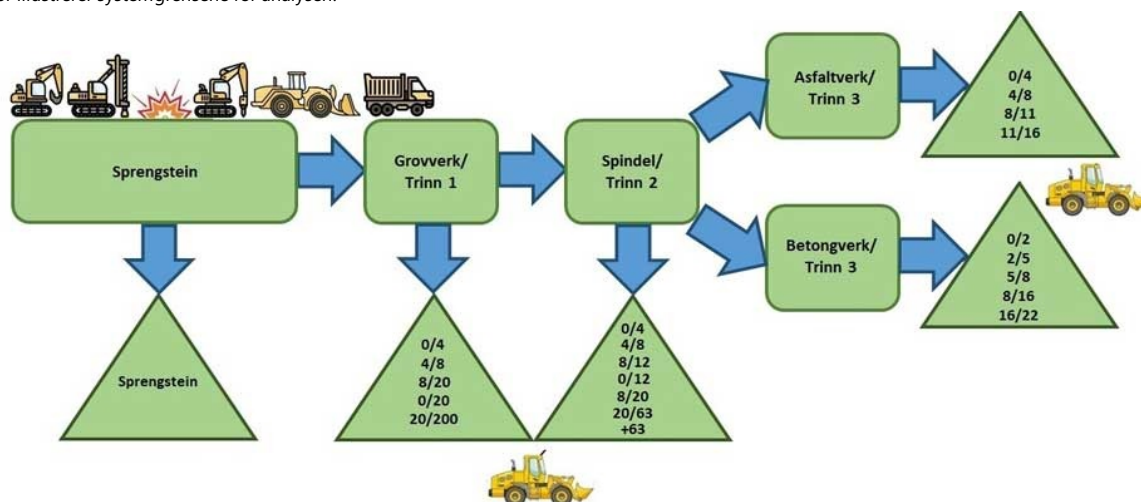 Sprengstein
Grovverk/
Trinn 1
Spindel/
Trinn 2
Asfaltverk/
Trinn 3
0/4
4/8
8/11
11/16
Betongverk/
Trinn 3
0/2
2/5
5/8
8/16
16/22
Sprengstein
0/4
4/8
8/20
0/20
20/200
0/4
4/8
8/12
0/12
8/20
20/63
+63